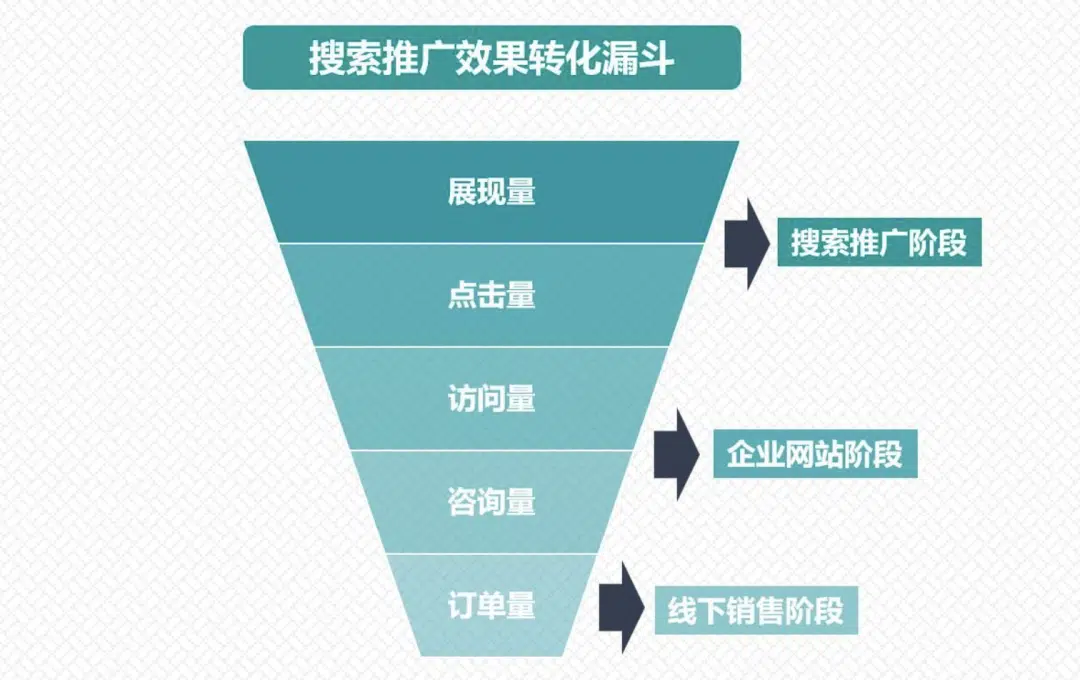 搜索推广效果转化漏斗
展现量
点击量
搜索推广阶段
访问量
咨询量
企业网站阶段
订单量
线下销售阶段